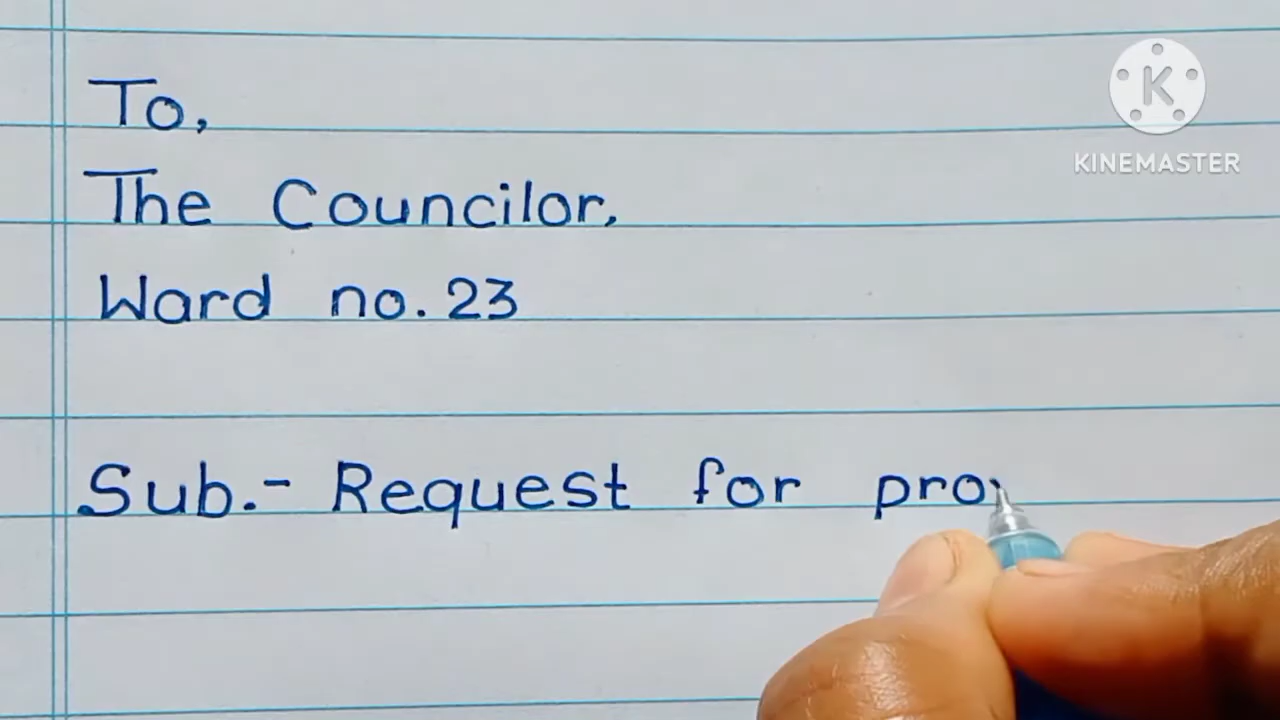 To,
The Councilor,
Ward no. 23
Sub.- Request for pro
KINEMASTER